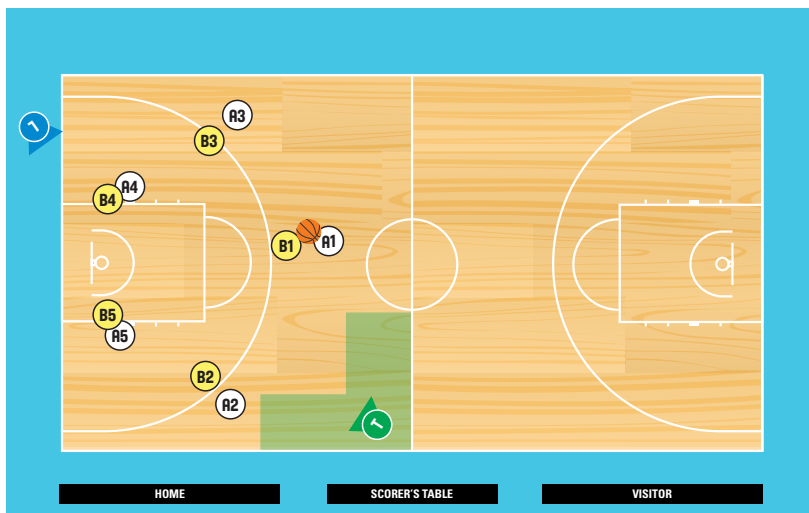 A3
L
B3
A4
B4
A1
B1
B5
A5
B2
A2
T
HOME
SCORER'S TABLE
VISITOR